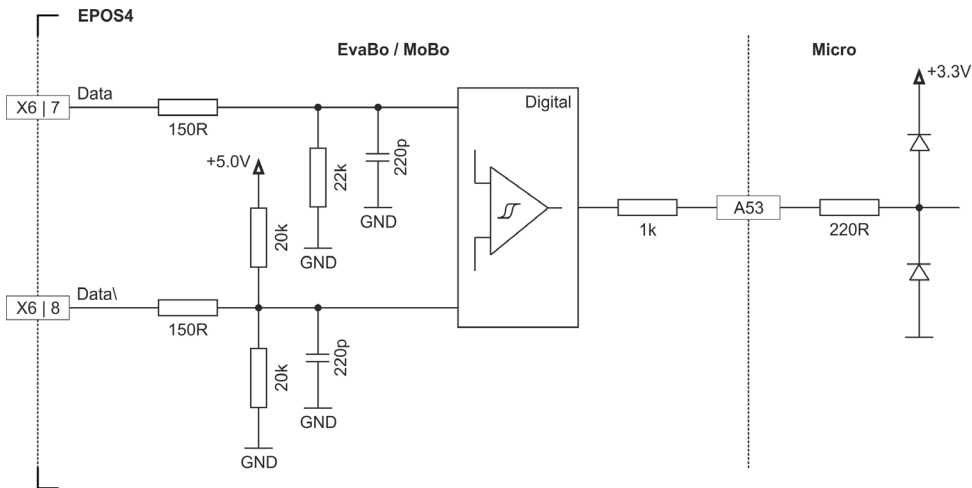 EPOS4
EvaBo / MoBo
Micro
+3.3V
X6 | 7
Data
150R
Digital
22k
220p
GND
GND
+5.0V
20k
1k
A53
220R
X6 | 8
Data\
150R
20k
220p
GND
GND